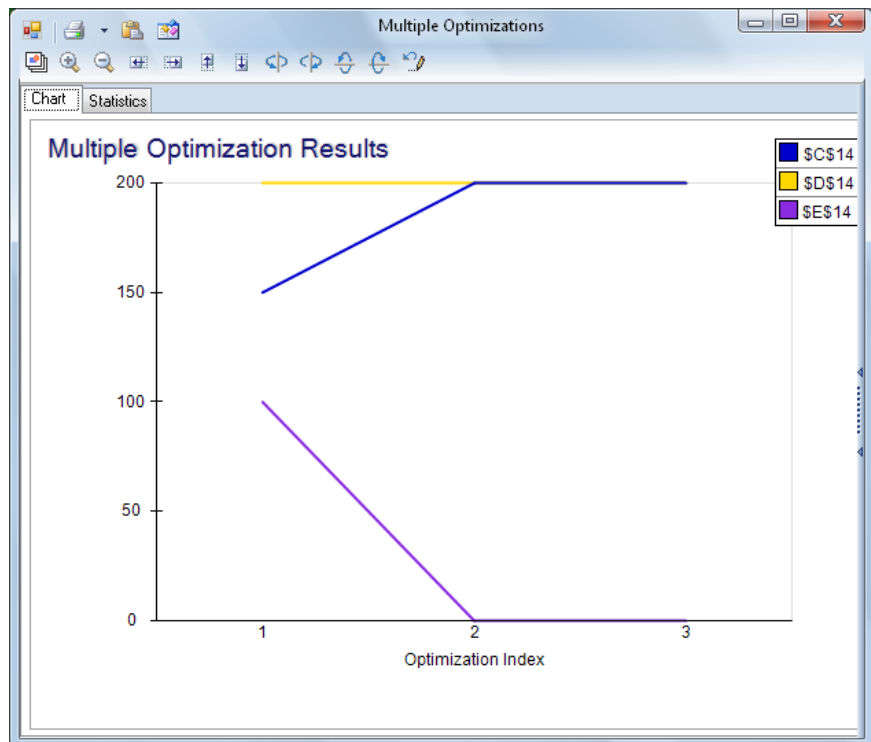 Multiple Optimizations
Chart Statistics
Multiple Optimization Results
$C$14
$D$14
$E$14
200
150
100
50
0
1 2 3
Optimization Index